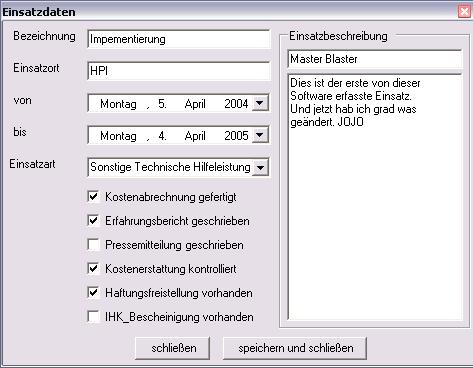 Einsatzdaten
Bezeichnung Impementierung
Einsatzort HPI
von Montag , 5. April 2004
bis Montag , 4. April 2005
Einsatzart Sonstige Technische Hilfeleistung
Kostenabrechnung gefertigt
Erfahrungsbericht geschrieben
Pressemitteilung geschrieben
Kostenerstattung kontrolliert
Haftungsfreistellung vorhanden
IHK_Bescheinigung vorhanden
Einsatzbeschreibung
Master Blaster
Dies ist der erste von dieser
Software erfasste Einsatz.
Und jetzt hab ich grad was
geändert. JOJO
schließen speichern und schließen